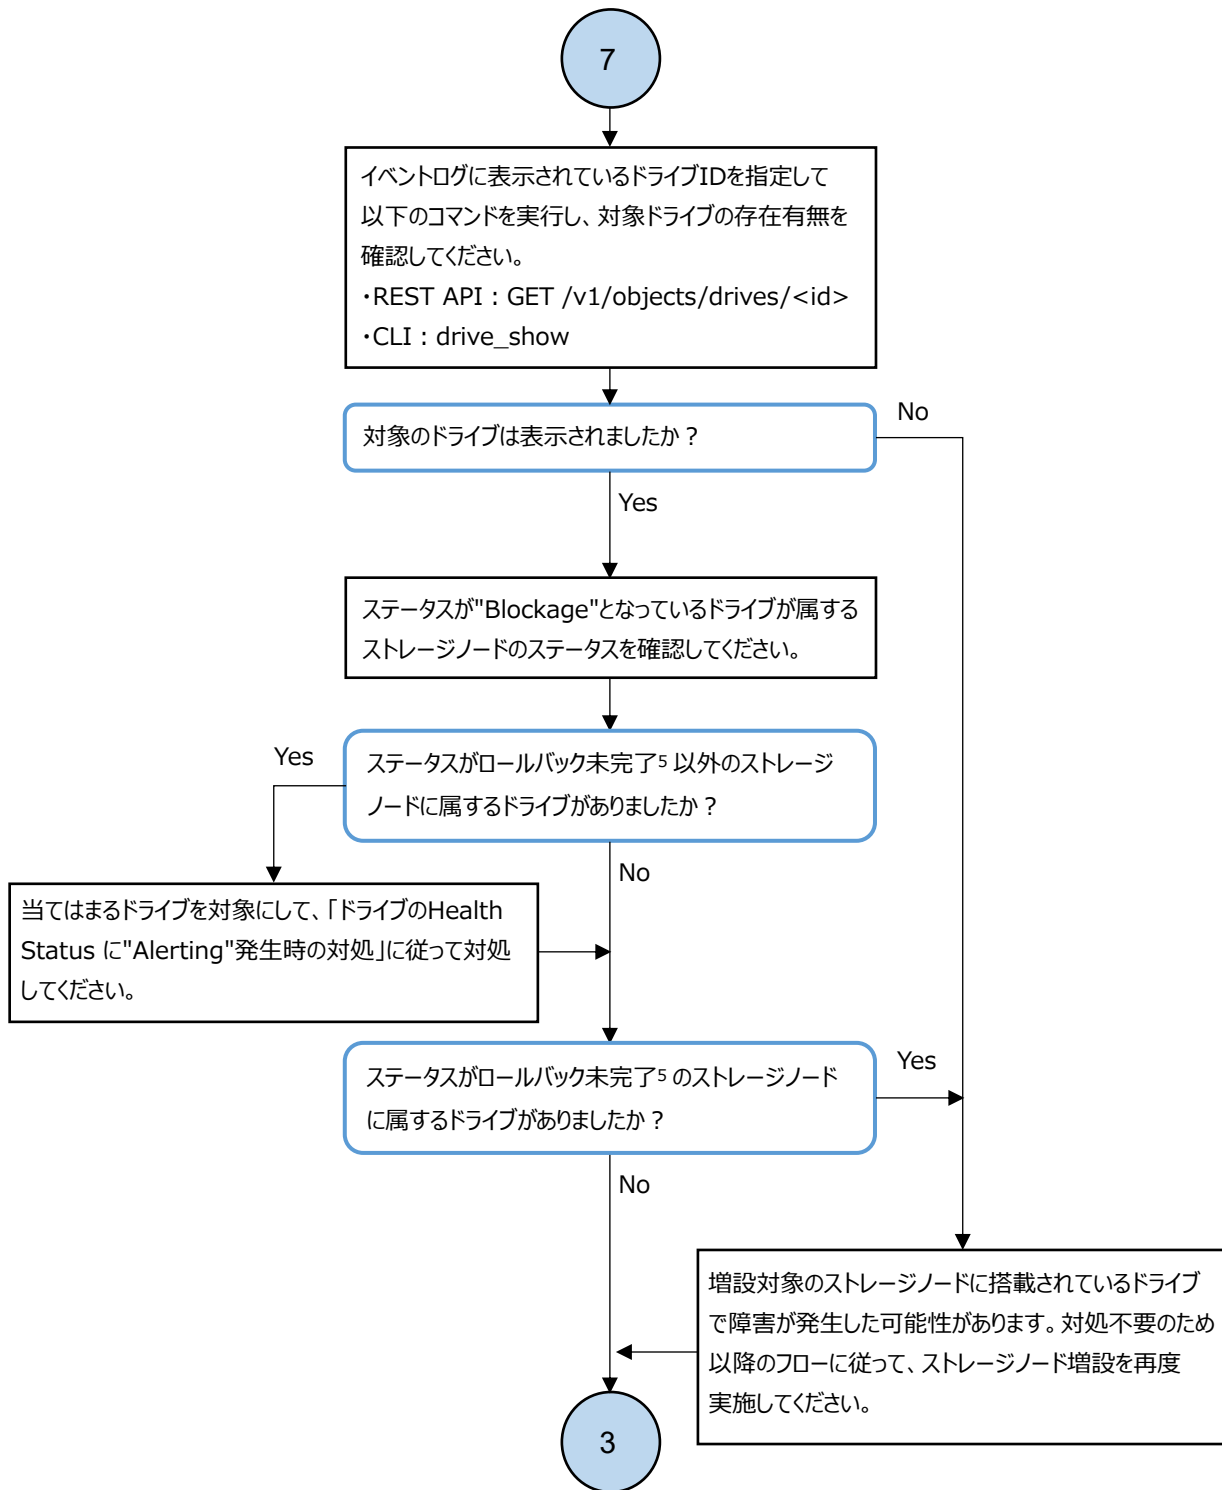 7
イベントログに表示されているドライブIDを指定して
以下のコマンドを実行し、対象ドライブの存在有無を
確認してください。
・REST API : GET /v1/objects/drives/<id>
・CLI : drive_show
対象のドライブは表示されましたか?
No
Yes
ステータスが"Blockage"となっているドライブが属する
ストレージノードのステータスを確認してください。
ステータスがロールバック未完了5 以外のストレージ
ノードに属するドライブがありましたか?
Yes
No
当てはまるドライブを対象にして、「ドライブのHealth
Status に"Alerting"発生時の対処」に従って対処
してください。
ステータスがロールバック未完了5 のストレージノード
に属するドライブがありましたか?
Yes
No
増設対象のストレージノードに搭載されているドライブ
で障害が発生した可能性があります。対処不要のため
以降のフローに従って、ストレージノード増設を再度
実施してください。
3